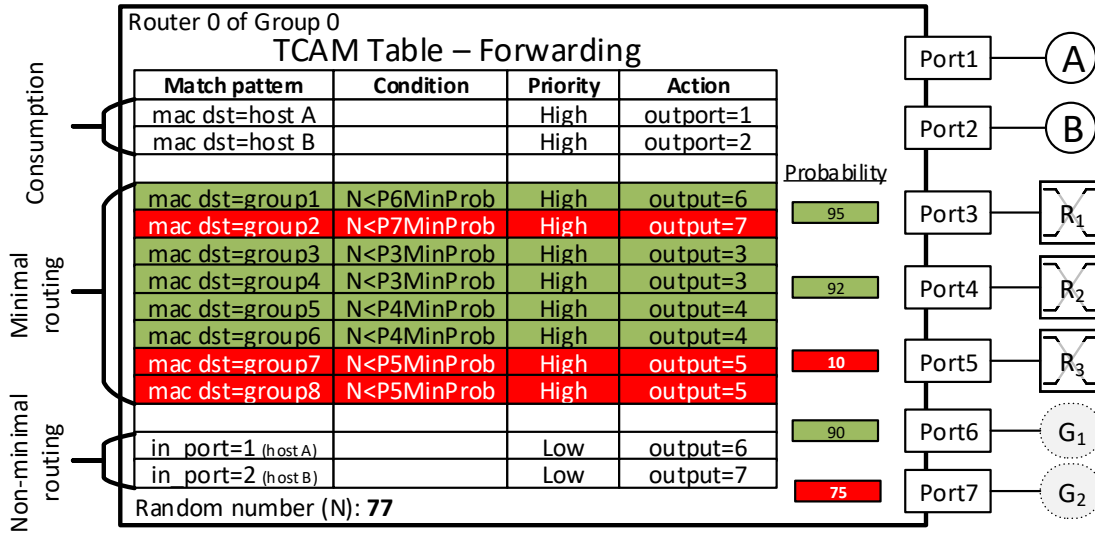 Router 0 of Group 0
TCAM Table – Forwarding
Match pattern Condition Priority Action
Consumption
mac dst=host A High outport=1
mac dst=host B High outport=2
Minimal
routing
mac dst=group1 N<P6MinProb High output=6
mac dst=group2 N<P7MinProb High output=7
mac dst=group3 N<P3MinProb High output=3
mac dst=group4 N<P3MinProb High output=3
mac dst=group5 N<P4MinProb High output=4
mac dst=group6 N<P4MinProb High output=4
mac dst=group7 N<P5MinProb High output=5
mac dst=group8 N<P5MinProb High output=5
Non-minimal
routing
in_port=1 (host A) Low output=6
in_port=2 (host B) Low output=7
Random number (N): 77
Probability
95
92
10
90
75
Port1 A
Port2 B
Port3 R1
Port4 R2
Port5 R3
Port6 G1
Port7 G2